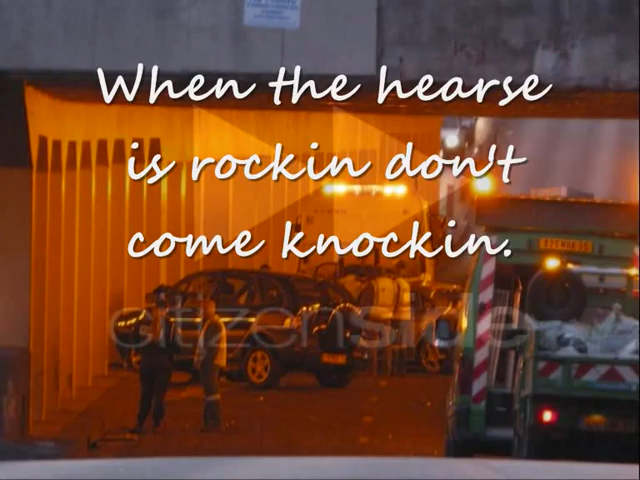 When the hearse
is rockin don't
come knockin.
citizenside